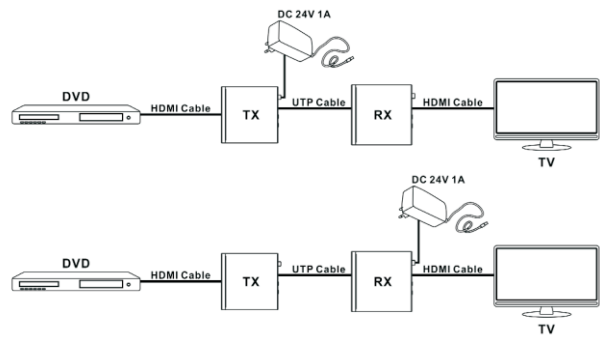 DC 24V 1A
DVD
HDMI Cable
TX
UTP Cable
RX
HDMI Cable
TV
DC 24V 1A
DVD
HDMI Cable
TX
UTP Cable
RX
HDMI Cable
TV